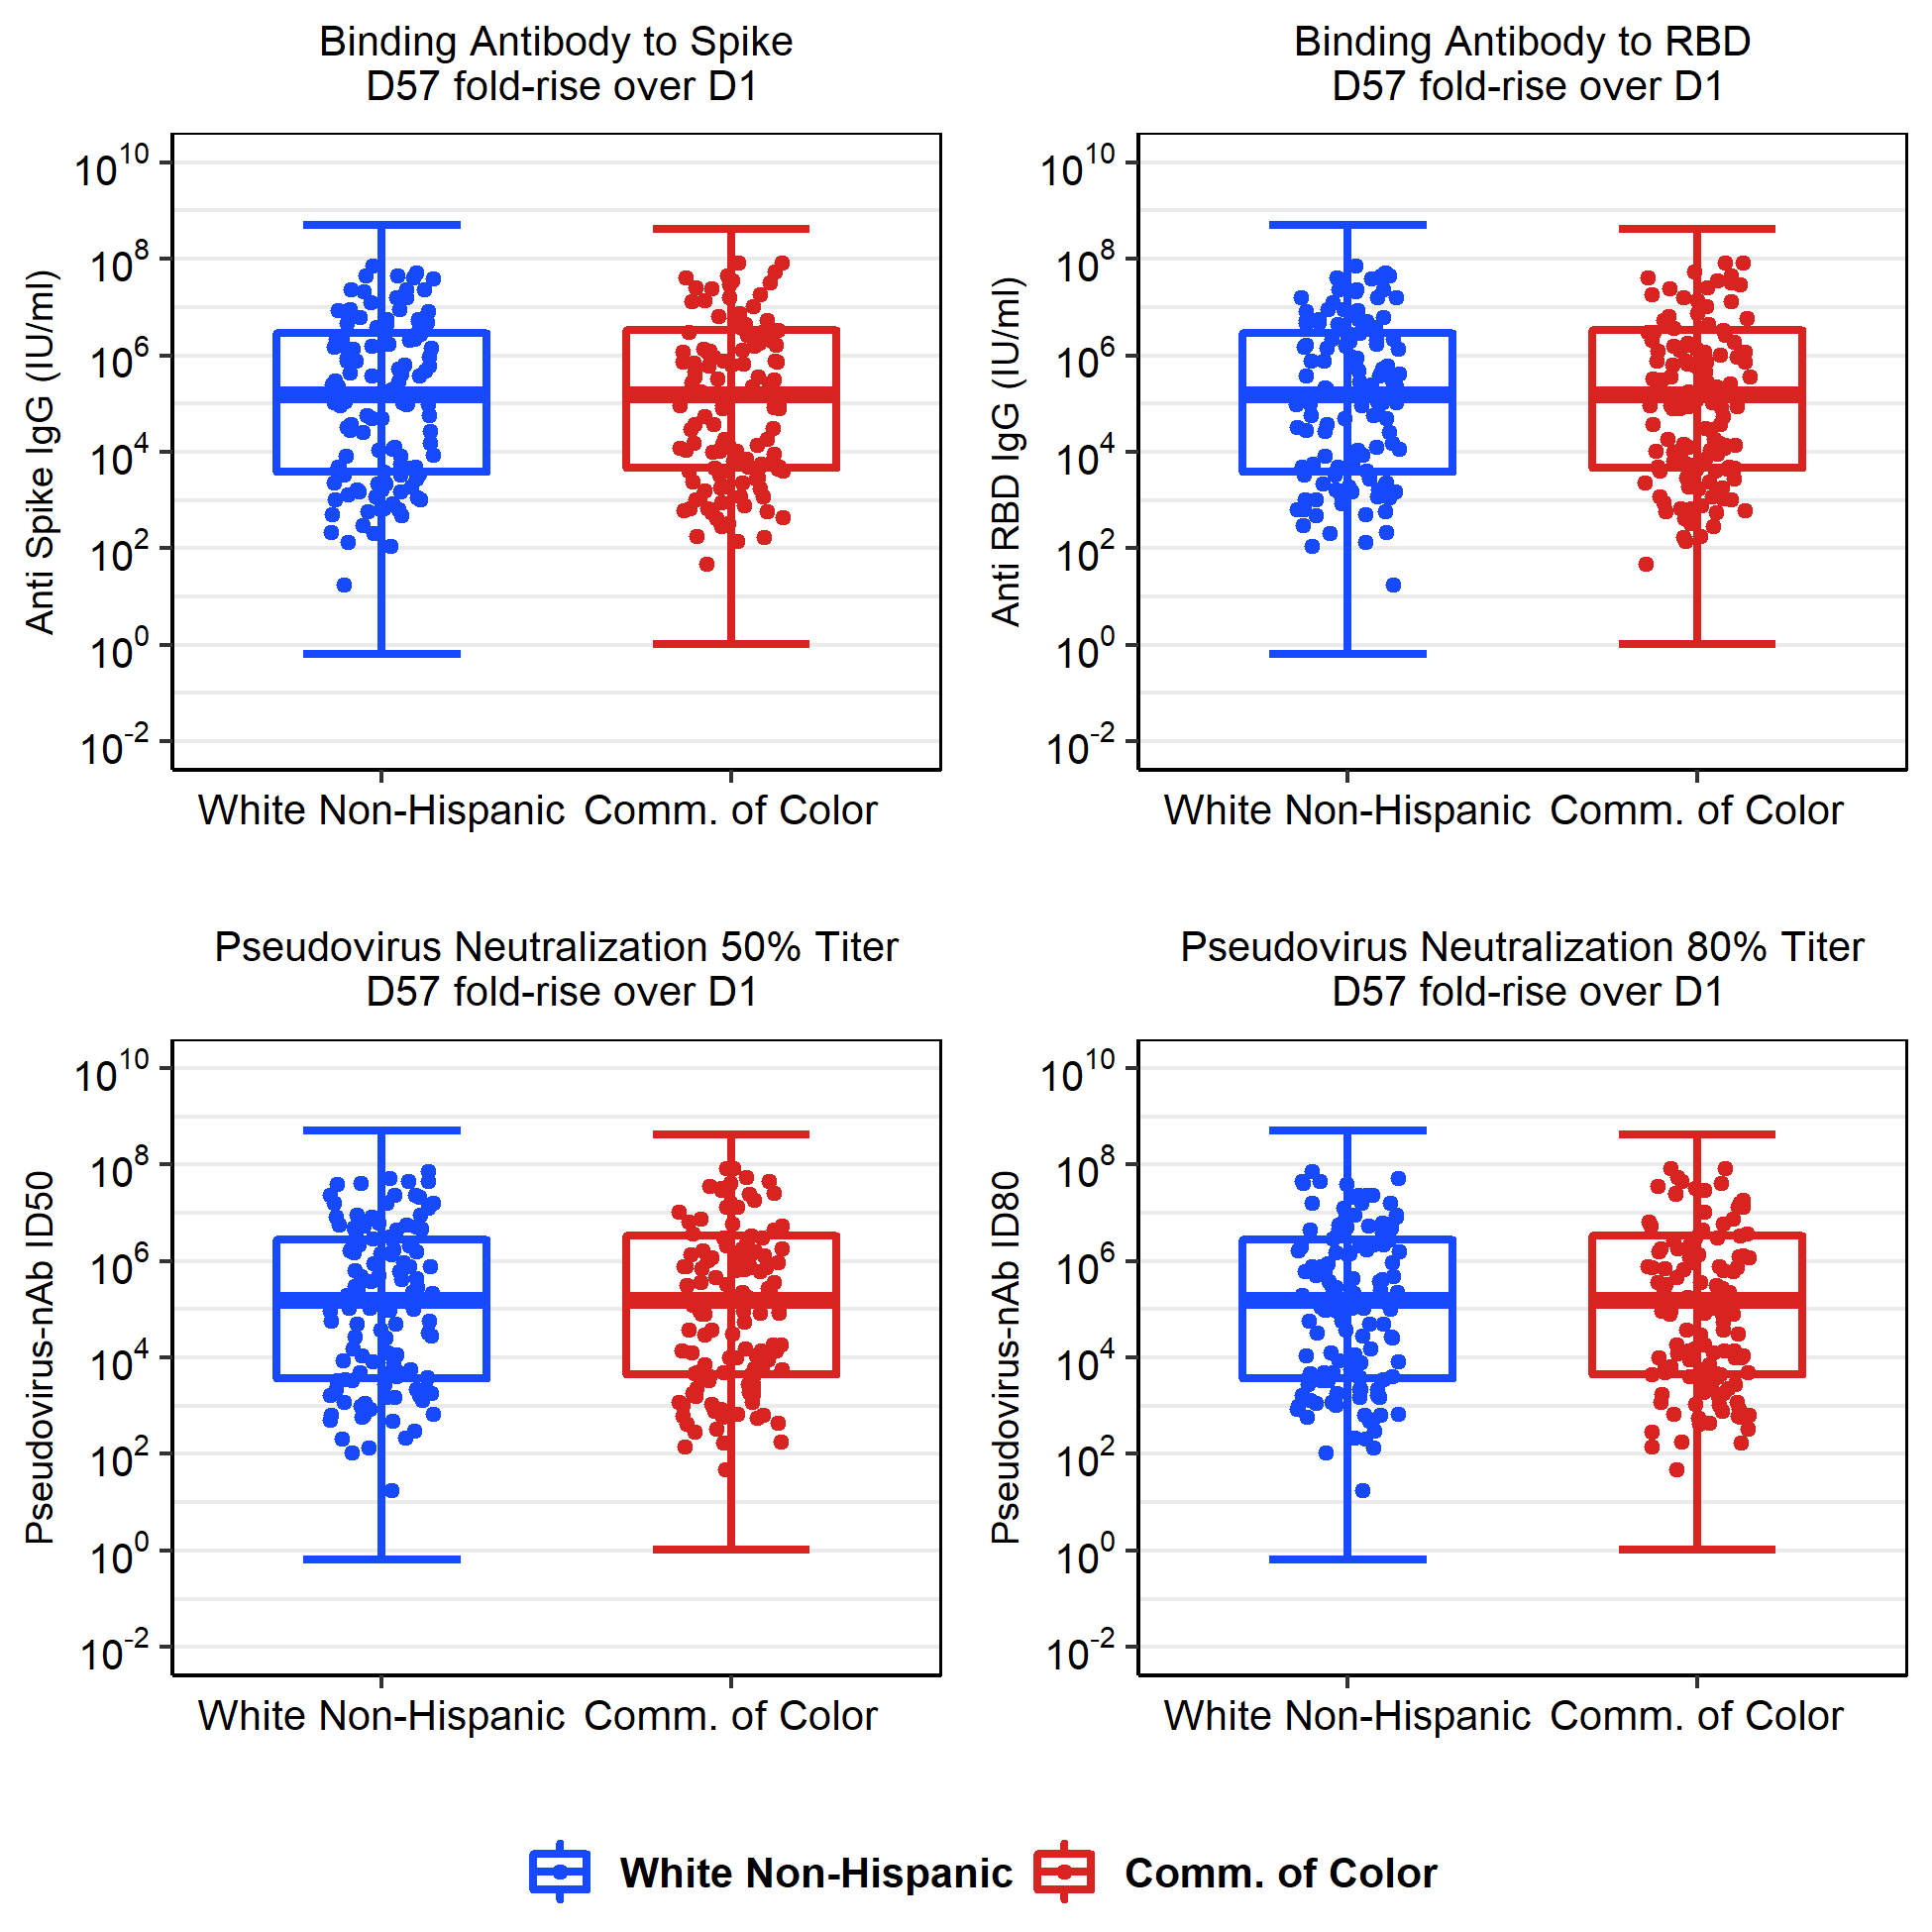 Binding Antibody to Spike
D57 fold-rise over D1
Anti Spike IgG (IU/ml)
10^10
10^8
10^6
10^4
10^2
10^0
10^-2
White Non-Hispanic
Comm. of Color
Binding Antibody to RBD
D57 fold-rise over D1
Anti RBD IgG (IU/ml)
10^10
10^8
10^6
10^4
10^2
10^0
10^-2
White Non-Hispanic
Comm. of Color
Pseudovirus Neutralization 50% Titer
D57 fold-rise over D1
Pseudovirus-nAb ID50
10^10
10^8
10^6
10^4
10^2
10^0
10^-2
White Non-Hispanic
Comm. of Color
Pseudovirus Neutralization 80% Titer
D57 fold-rise over D1
Pseudovirus-nAb ID80
10^10
10^8
10^6
10^4
10^2
10^0
10^-2
White Non-Hispanic
Comm. of Color
White Non-Hispanic
Comm. of Color